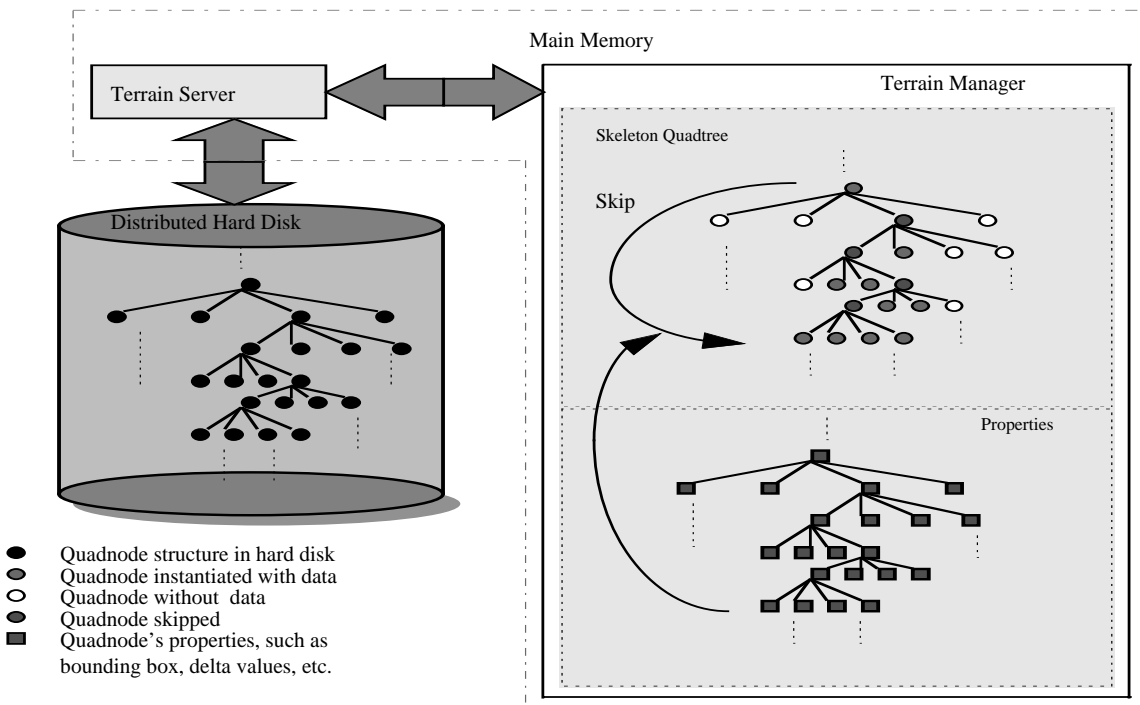 Main Memory
Terrain Server
Terrain Manager
Skeleton Quadtree
Skip
Distributed Hard Disk
Properties
Quadnode structure in hard disk
Quadnode instantiated with data
Quadnode without data
Quadnode skipped
Quadnode's properties, such as
bounding box, delta values, etc.